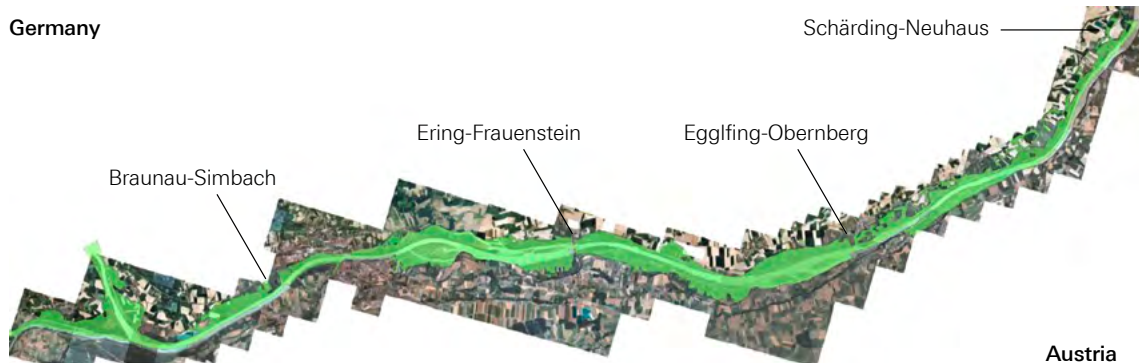 Germany
Schärding-Neuhaus
Ering-Frauenstein
Egglfing-Obernberg
Braunau-Simbach
Austria